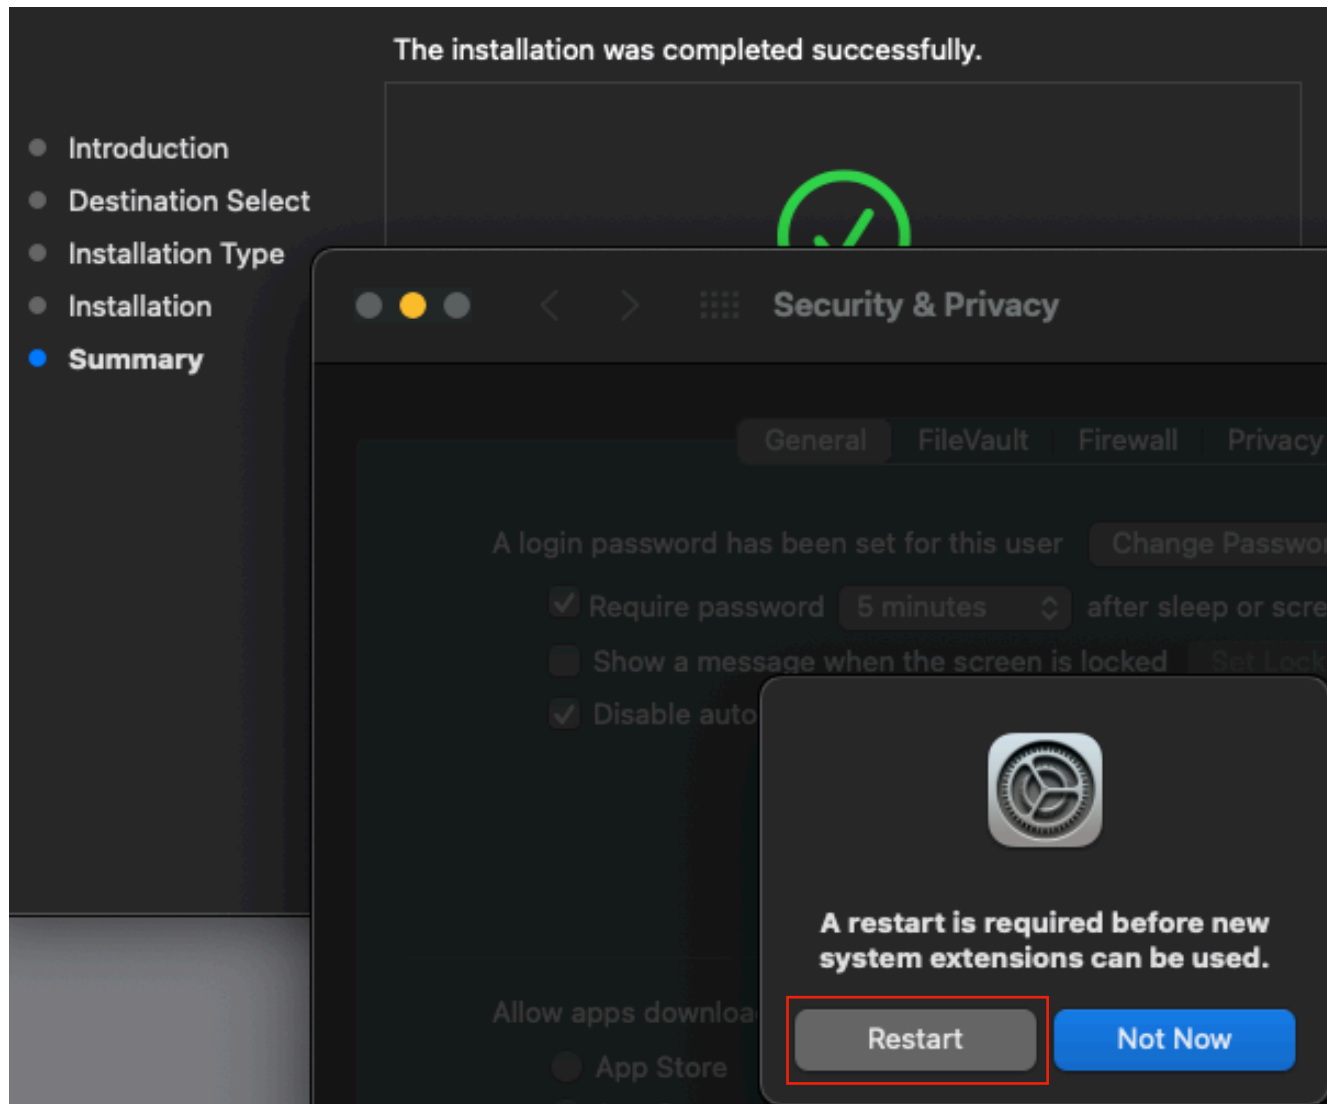 The installation was completed successfully.
Introduction
Destination Select
Installation Type
Installation
Summary
Security & Privacy
General FileVault Firewall Privacy
A login password has been set for this user Change
Require password 5 minutes after sleep or
Show a message when the screen is locked Set Lock
Disable
A restart is required before new
system extensions can be used.
Allow apps
Restart Not Now
App Store